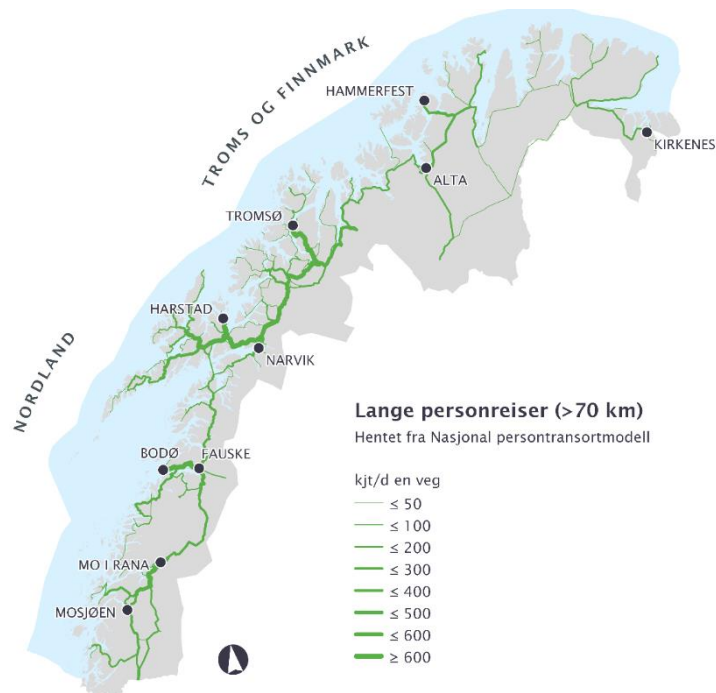 HAMMERFEST
TROMS OG FINNMARK
KIRKENES
ALTA
TROMSØ
HARSTAD
NARVIK
NORDLAND
Lange personreiser (>70 km)
Hentet fra Nasjonal persontransortmodell
BODØ
FAUSKE
kjt/d en veg
≤ 50
≤ 100
≤ 200
≤ 300
≤ 400
≤ 500
≤ 600
≥ 600
MO I RANA
MOSJØEN